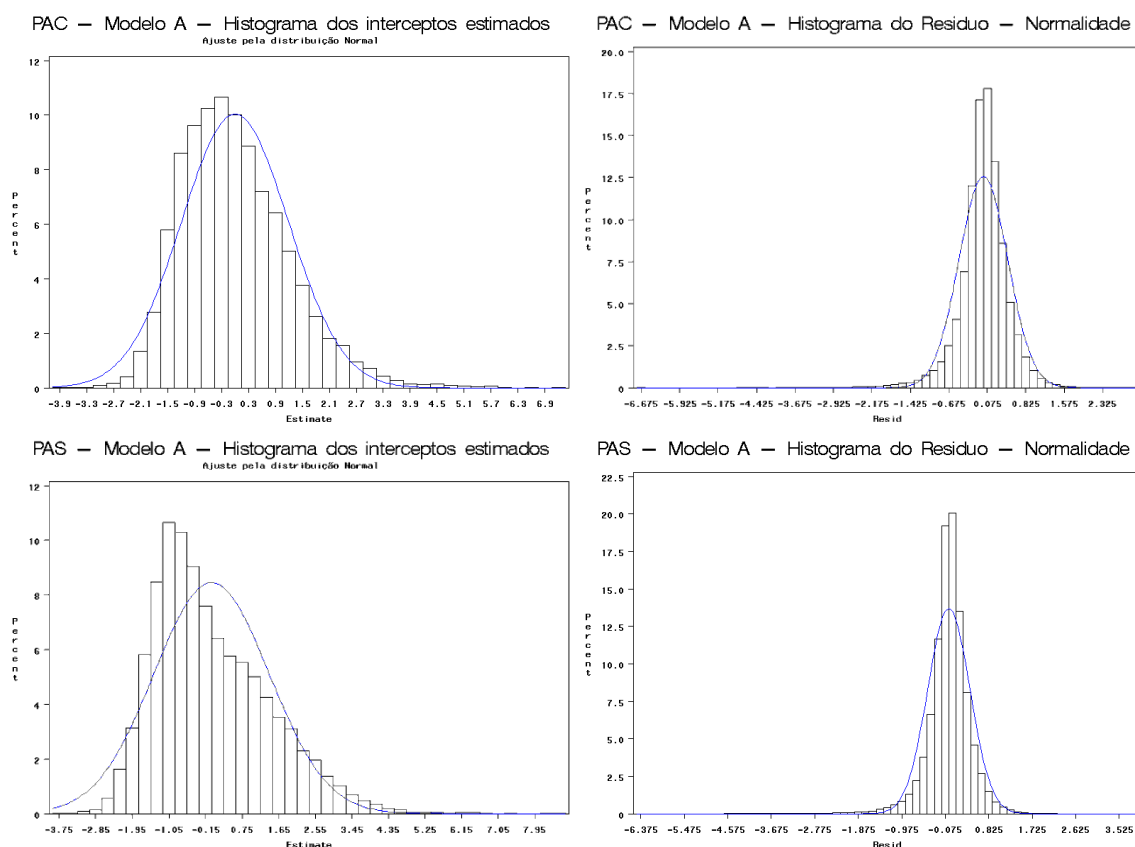 PAC – Modelo A – Histograma dos interceptos estimados
Ajuste pela distribuição Normal
12
10
8
6
4
2
0
Percent
-3.9 -3.3 -2.7 -2.1 -1.5 -0.9 -0.3 0.3 0.9 1.5 2.1 2.7 3.3 3.9 4.5 5.1 5.7 6.3 6.9
Estimate
PAC – Modelo A – Histograma do Residuo – Normalidade
20.0
17.5
15.0
12.5
10.0
7.5
5.0
2.5
0
Percent
-6.675 -5.925 -5.175 -4.425 -3.675 -2.925 -2.175 -1.425 -0.675 0.075 0.825 1.575 2.325
Resid
PAS – Modelo A – Histograma dos interceptos estimados
Ajuste pela distribuição Normal
12
10
8
6
4
2
0
Percent
-3.75 -2.85 -1.95 -1.05 -0.15 0.75 1.65 2.55 3.45 4.35 5.25 6.15 7.05 7.95
Estimate
PAS – Modelo A – Histograma do Residuo – Normalidade
22.5
20.0
17.5
15.0
12.5
10.0
7.5
5.0
2.5
0
Percent
-6.375 -5.475 -4.575 -3.675 -2.775 -1.875 -0.975 -0.075 0.825 1.725 2.625 3.525
Resid